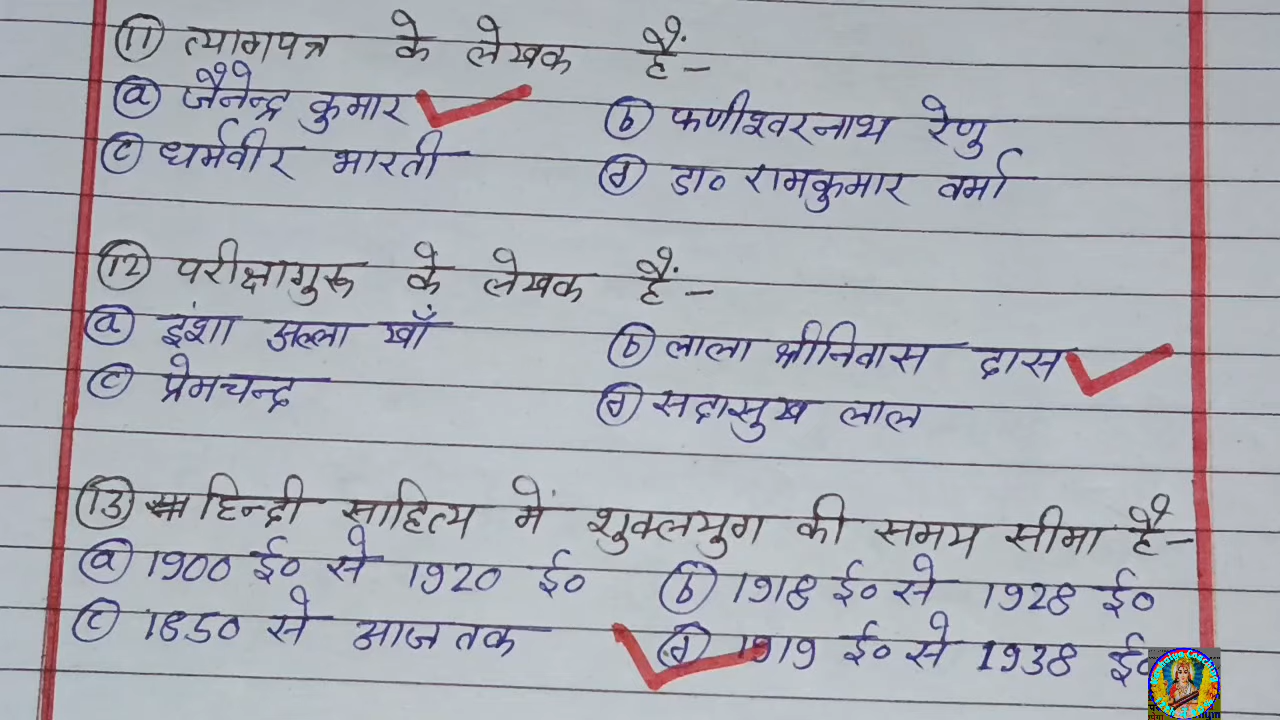 11 त्यागपत्र के लेखक हैं-
a जैनेन्द्र कुमार b फणीश्वरनाथ रेणु
c धर्मवीर भारती d डा० रामकुमार वर्मा
12 परीक्षागुरू के लेखक हैं-
a इंशा अल्ला खाँ b लाला श्रीनिवास दास
c प्रेमचन्द्र d सदासुख लाल
13 हिन्दी साहित्य में शुक्लयुग की समय सीमा है-
a 1900 ई० से 1920 ई० b 1918 ई० से 1928 ई०
c 1850 से आज तक d 1919 ई० से 1938 ई०